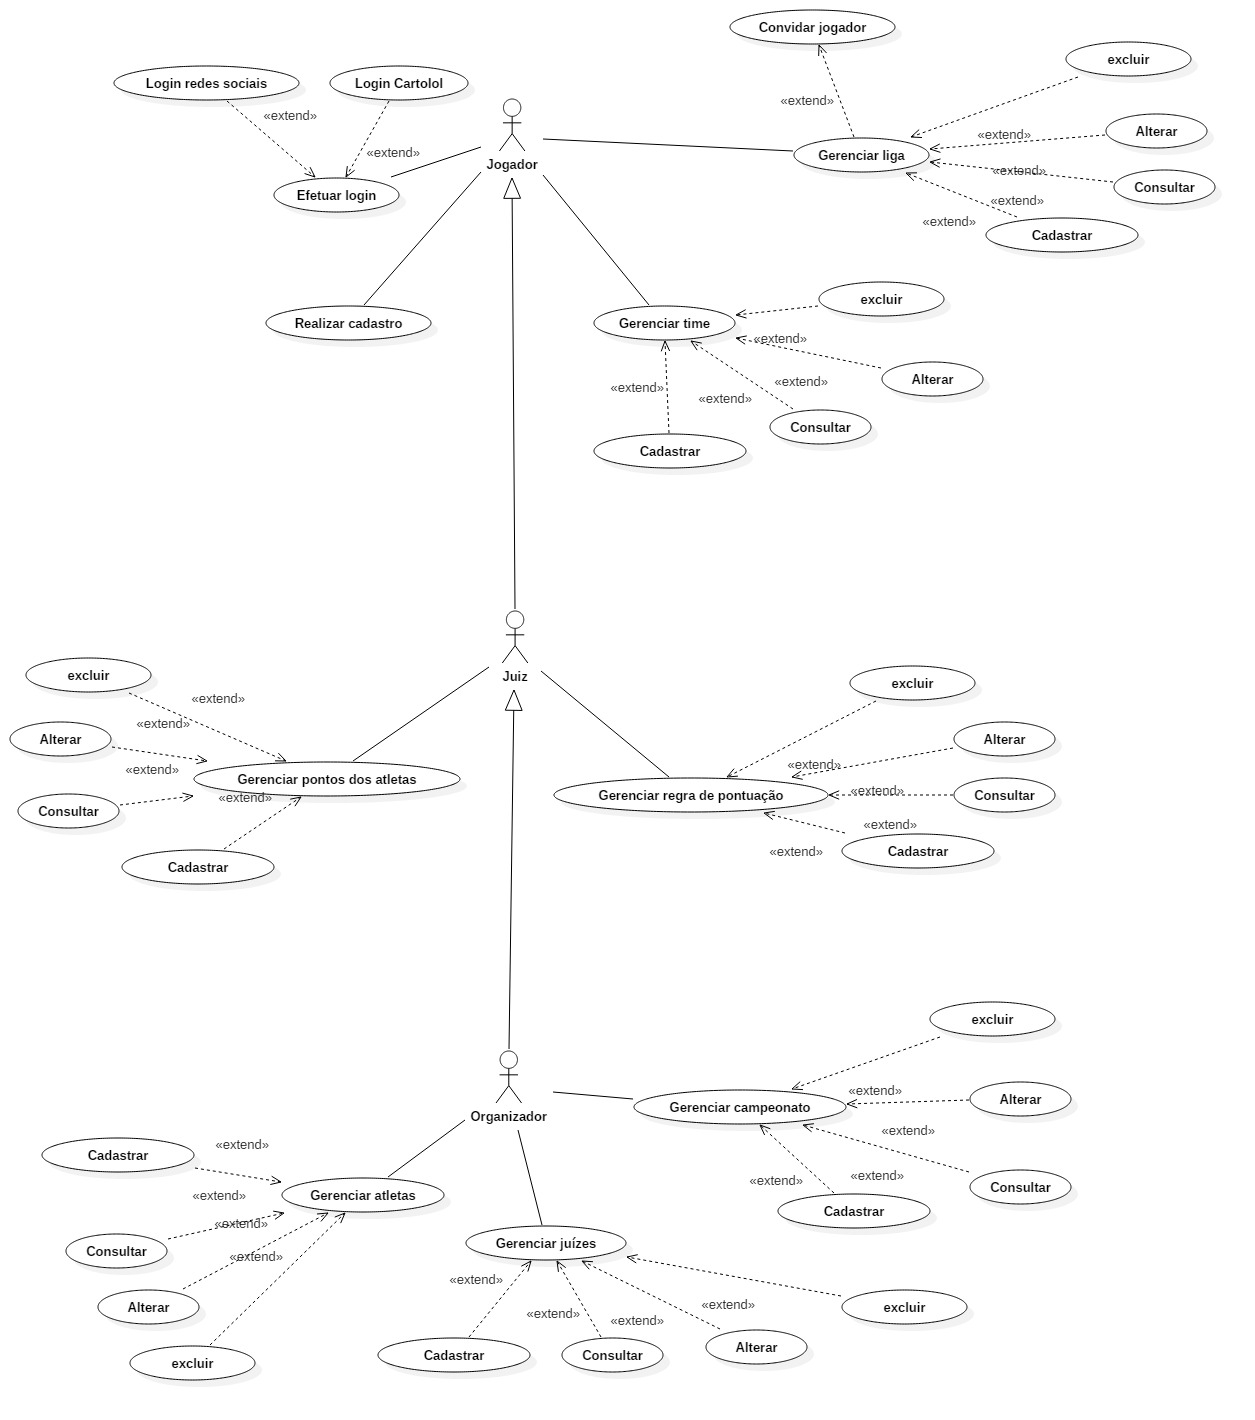 Convidar jogador
excluir
Login redes sociais
Login Cartolol
«extend»
«extend»
Alterar
«extend»
«extend»
Jogador
Gerenciar liga
«extend»
Consultar
Efetuar login
«extend»
«extend»
Cadastrar
excluir
Realizar cadastro
Gerenciar time
«extend»
Alterar
«extend»
«extend»
«extend»
Consultar
Cadastrar
excluir
Juiz
«extend»
excluir
«extend»
Alterar
Alterar
«extend»
«extend»
Gerenciar pontos dos atletas
«extend»
Gerenciar regra de pontuação
«extend»
Consultar
Consultar
«extend»
«extend»
Cadastrar
Cadastrar
excluir
«extend»
Alterar
Gerenciar campeonato
Organizador
«extend»
Cadastrar
«extend»
«extend»
«extend»
Consultar
Gerenciar atletas
«extend»
Cadastrar
«extend»
Gerenciar juízes
Consultar
«extend»
«extend»
Alterar
«extend»
«extend»
«extend»
excluir
excluir
Cadastrar
Consultar
Alterar